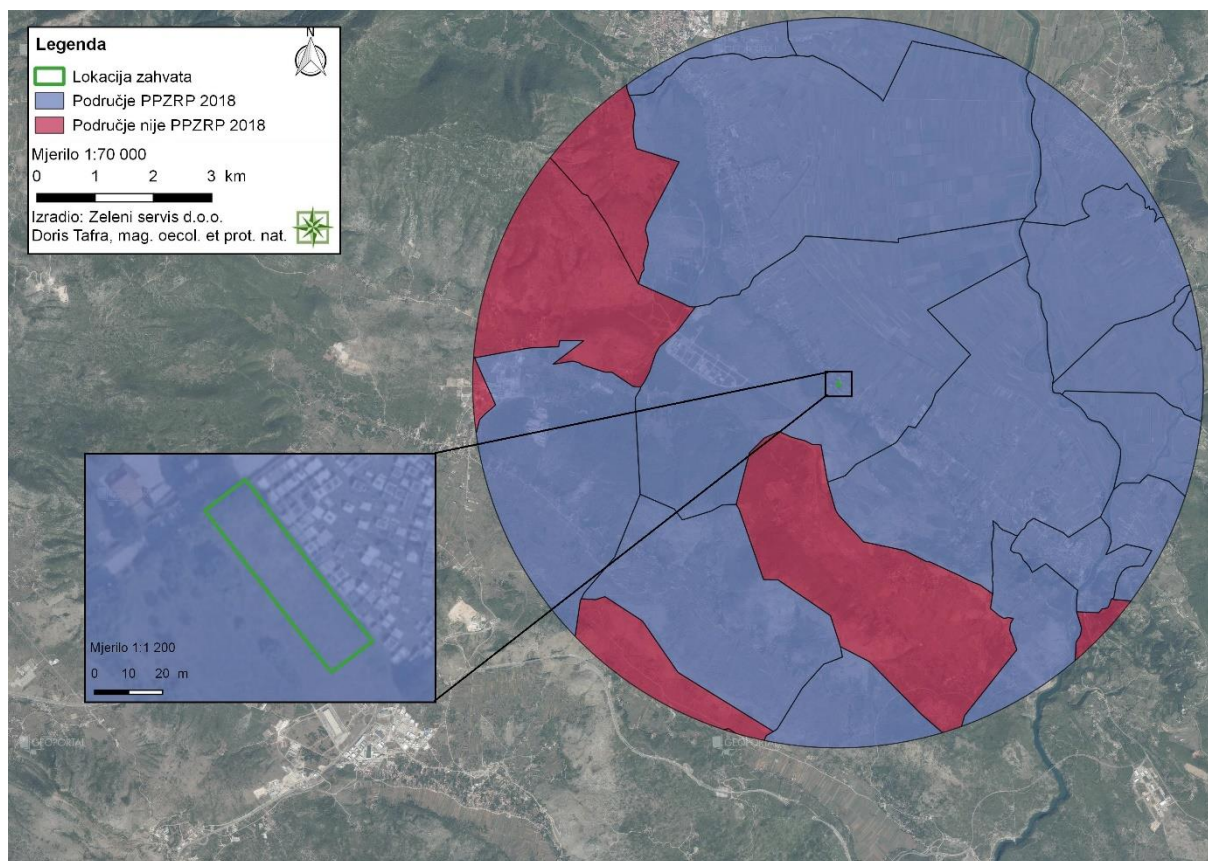 Legenda
N
Lokacija zahvata
Područje PPZRP 2018
Područje nije PPZRP 2018
Mjerilo 1:70 000
0 1 2 3 km
Izradio: Zeleni servis d.o.o.
Doris Tafra, mag. oecol. et prot. nat.
Mjerilo 1:1 200
0 10 20 m
GEOPORTAL
GEOPORTAL